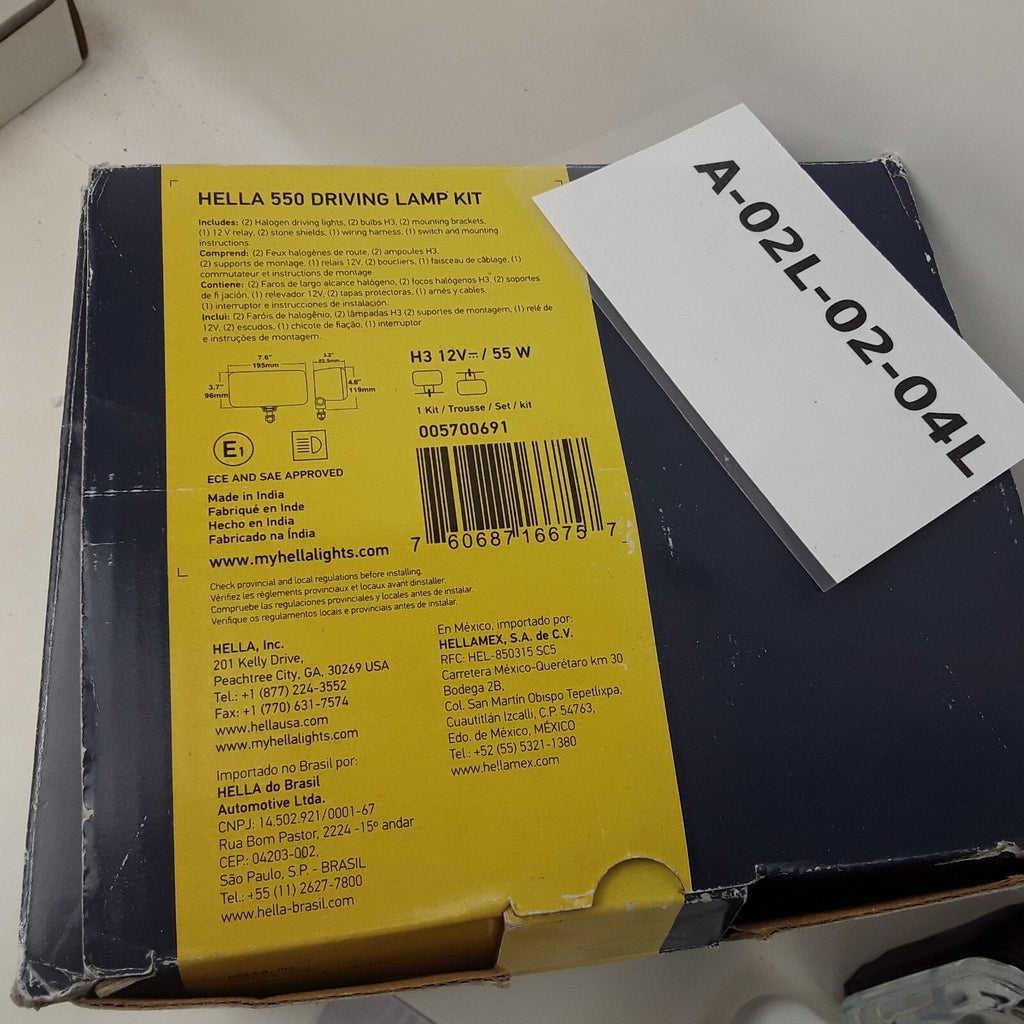 HELLA 550 DRIVING LAMP KIT
Includes: (2) Halogen driving lights, (2) bulbs H3, (2) mounting brackets,
(1) 12 V relay, (2) stone shields, (1) wiring harness, (1) switch and mounting
instructions.
Comprend: (2) Feux halogènes de route, (2) ampoules H3.
(2) supports de montage, (1) relais 12V, (2) boucliers, (1) faisceau de câblage, (1)
commutateur et instructions de montage.
Contiene: (2) Faros de largo alcance halógeno, (2) focos halógenos H3, (2) soportes
de fijación, (1) relevador 12V, (2) tapas protectoras, (1) arnés y cables,
(1) interruptor e instrucciones de instalación.
Inclui: (2) Faróis de halogênio, (2) lâmpadas H3 (2) suportes de montagem, (1) relé de
12V, (2) escudos, (1) chicote de fiação, (1) interruptor
e instruções de montagem.
7.6"
195mm
3.2"
82.5mm
3.7"
96mm
4.6"
119mm
H3 12V⎓/ 55 W
1 Kit / Trousse / Set / kit
005700691
E1
ECE AND SAE APPROVED
Made in India
Fabriqué en Inde
Hecho en India
Fabricado na Índia
www.myhellalights.com
7 60687 16675 7
Check provincial and local regulations before installing.
Vérifiez les règlements provinciaux et locaux avant dinstaller.
Compruebe las regulaciones provinciales y locales antes de instalar.
Verifique os regulamentos locais e provinciais antes de instalar.
HELLA, Inc.
201 Kelly Drive,
Peachtree City, GA, 30269 USA
Tel.: +1 (877) 224-3552
Fax: +1 (770) 631-7574
www.hellausa.com
www.myhellalights.com
Importado no Brasil por:
HELLA do Brasil
Automotive Ltda.
CNPJ: 14.502.921/0001-67
Rua Bom Pastor, 2224 -15º andar
CEP.: 04203-002,
São Paulo, S.P. - BRASIL
Tel.: +55 (11) 2627-7800
www.hella-brasil.com
En México, importado por:
HELLAMEX, S.A. de C.V.
RFC: HEL-850315 SC5
Carretera México-Querétaro km 30
Bodega 2B,
Col. San Martín Obispo Tepetlixpa,
Cuautitlán Izcalli, C.P. 54763,
Edo. de México, MÉXICO
Tel.: +52 (55) 5321-1380
www.hellamex.com
A-02L-02-04L